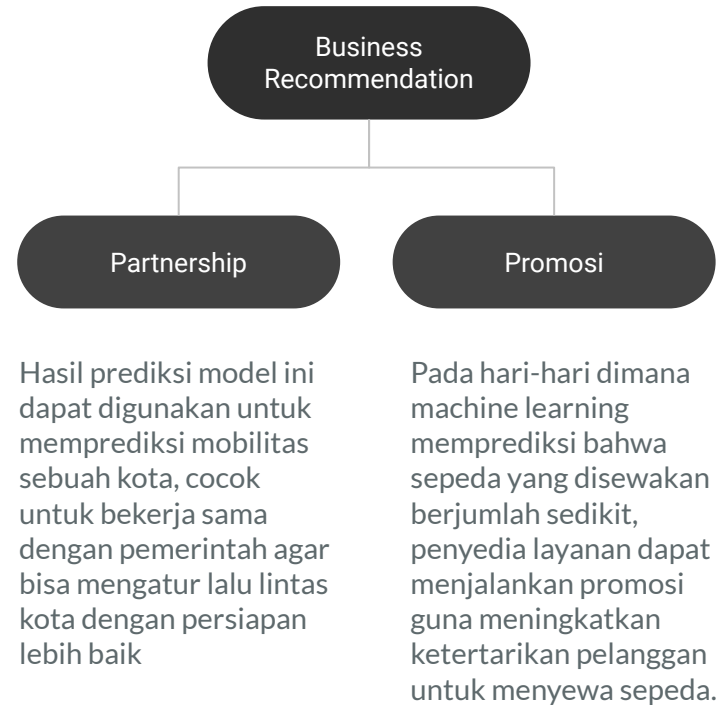 Business
Recommendation
Partnership
Promosi
Hasil prediksi model ini
dapat digunakan untuk
memprediksi mobilitas
sebuah kota, cocok
untuk bekerja sama
dengan pemerintah agar
bisa mengatur lalu lintas
kota dengan persiapan
lebih baik
Pada hari-hari dimana
machine learning
memprediksi bahwa
sepeda yang disewakan
berjumlah sedikit,
penyedia layanan dapat
menjalankan promosi
guna meningkatkan
ketertarikan pelanggan
untuk menyewa sepeda.